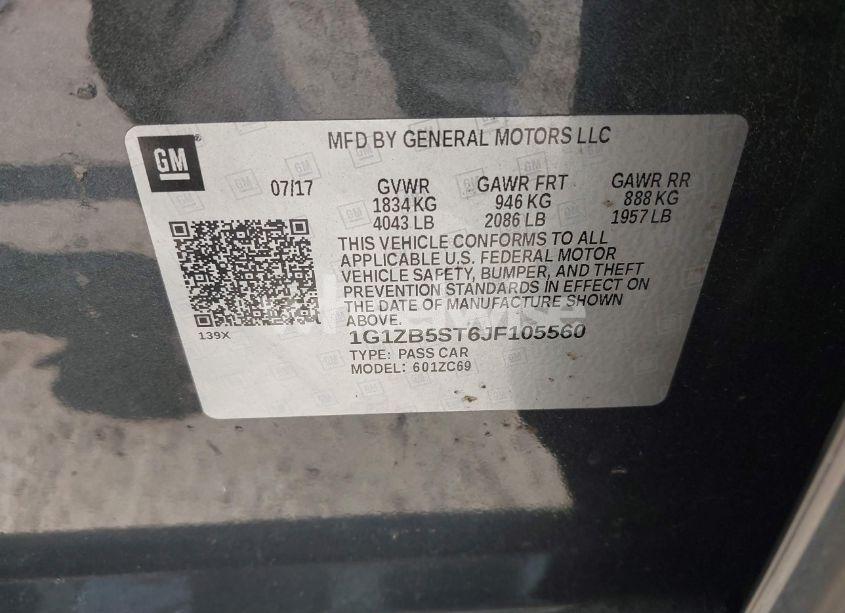 GM
MFD BY GENERAL MOTORS LLC
07/17 GVWR GAWR FRT GAWR RR
1834 KG 946 KG 888 KG
4043 LB 2086 LB 1957 LB
THIS VEHICLE CONFORMS TO ALL
APPLICABLE U.S. FEDERAL MOTOR
VEHICLE SAFETY, BUMPER, AND THEFT
PREVENTION STANDARDS IN EFFECT ON
THE DATE OF MANUFACTURE SHOWN
ABOVE.
139X
1G1ZB5ST6JF105560
TYPE: PASS CAR
MODEL: 601ZC69